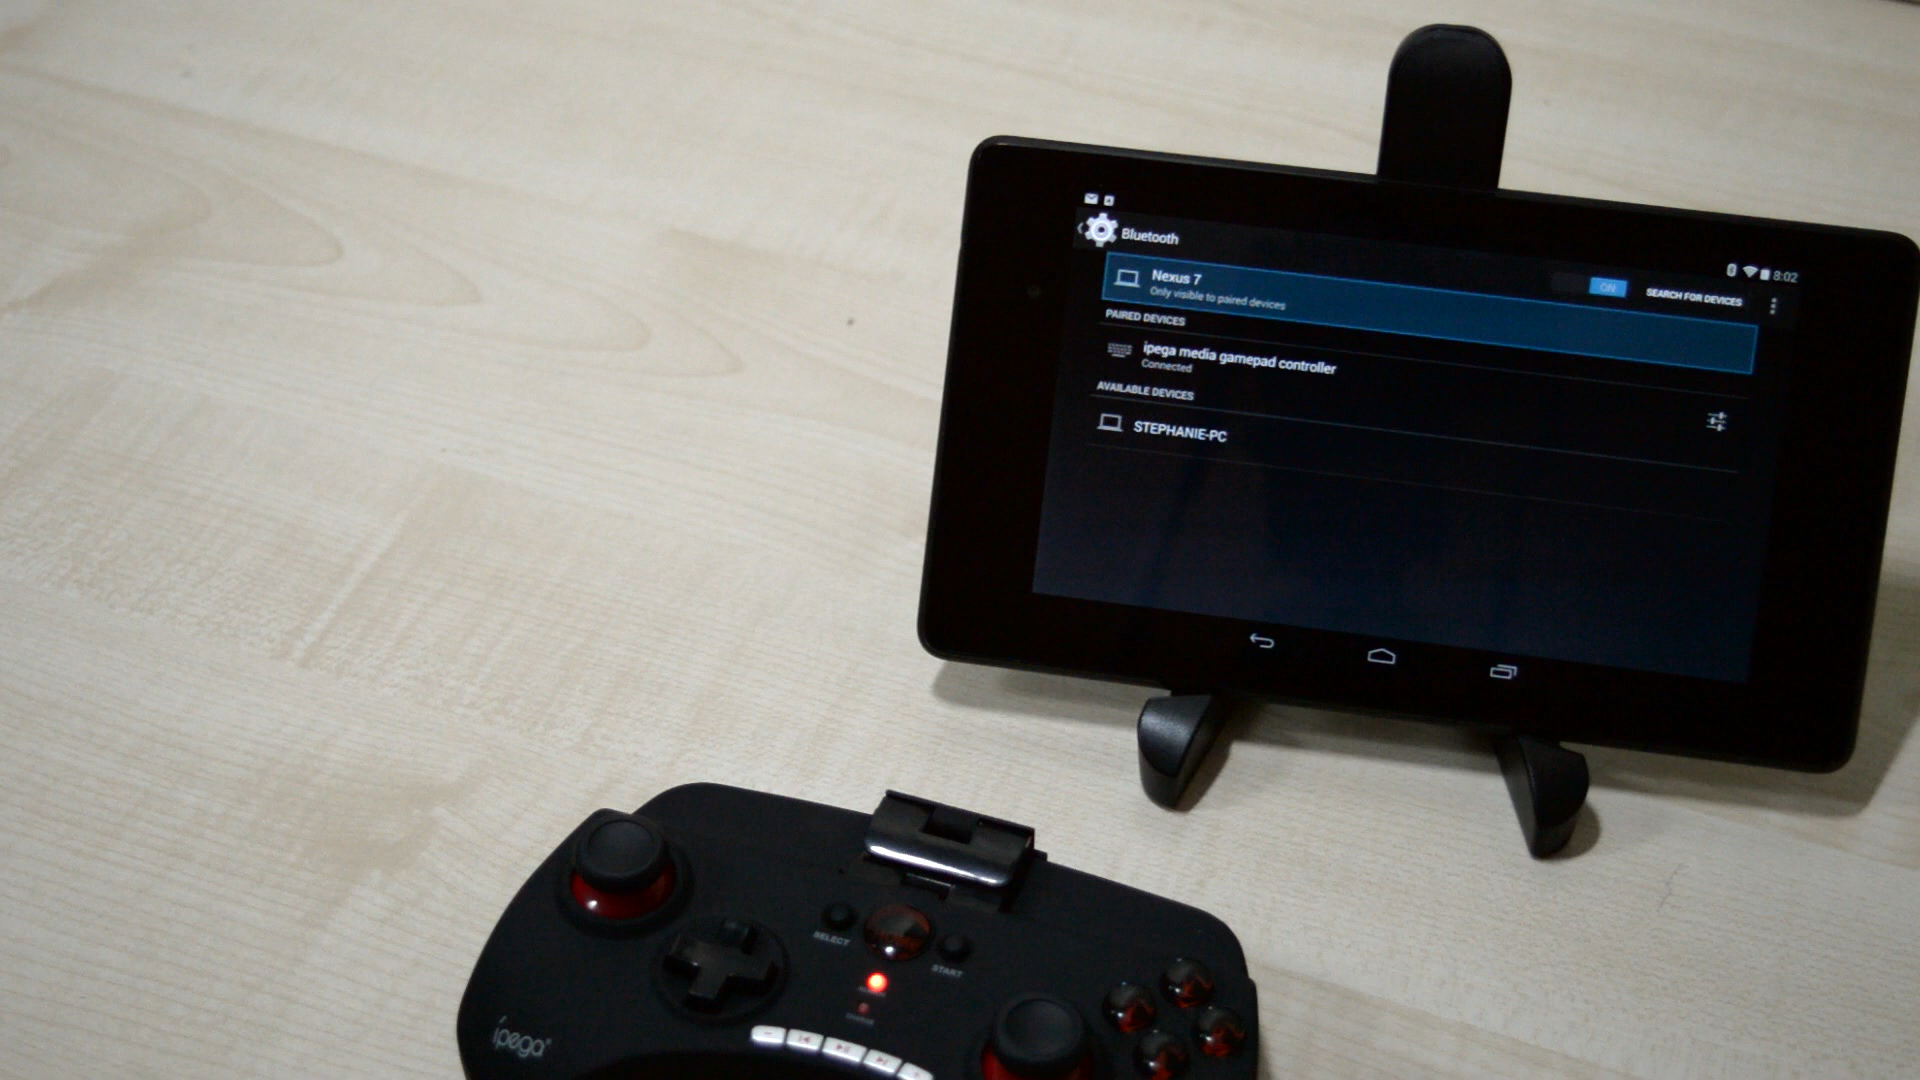 Bluetooth
8:02
Nexus 7
Only visible to paired devices
ON
SEARCH FOR DEVICES
PAIRED DEVICES
ipega media gamepad controller
Connected
AVAILABLE DEVICES
STEPHANIE-PC
SELECT
START
ípega